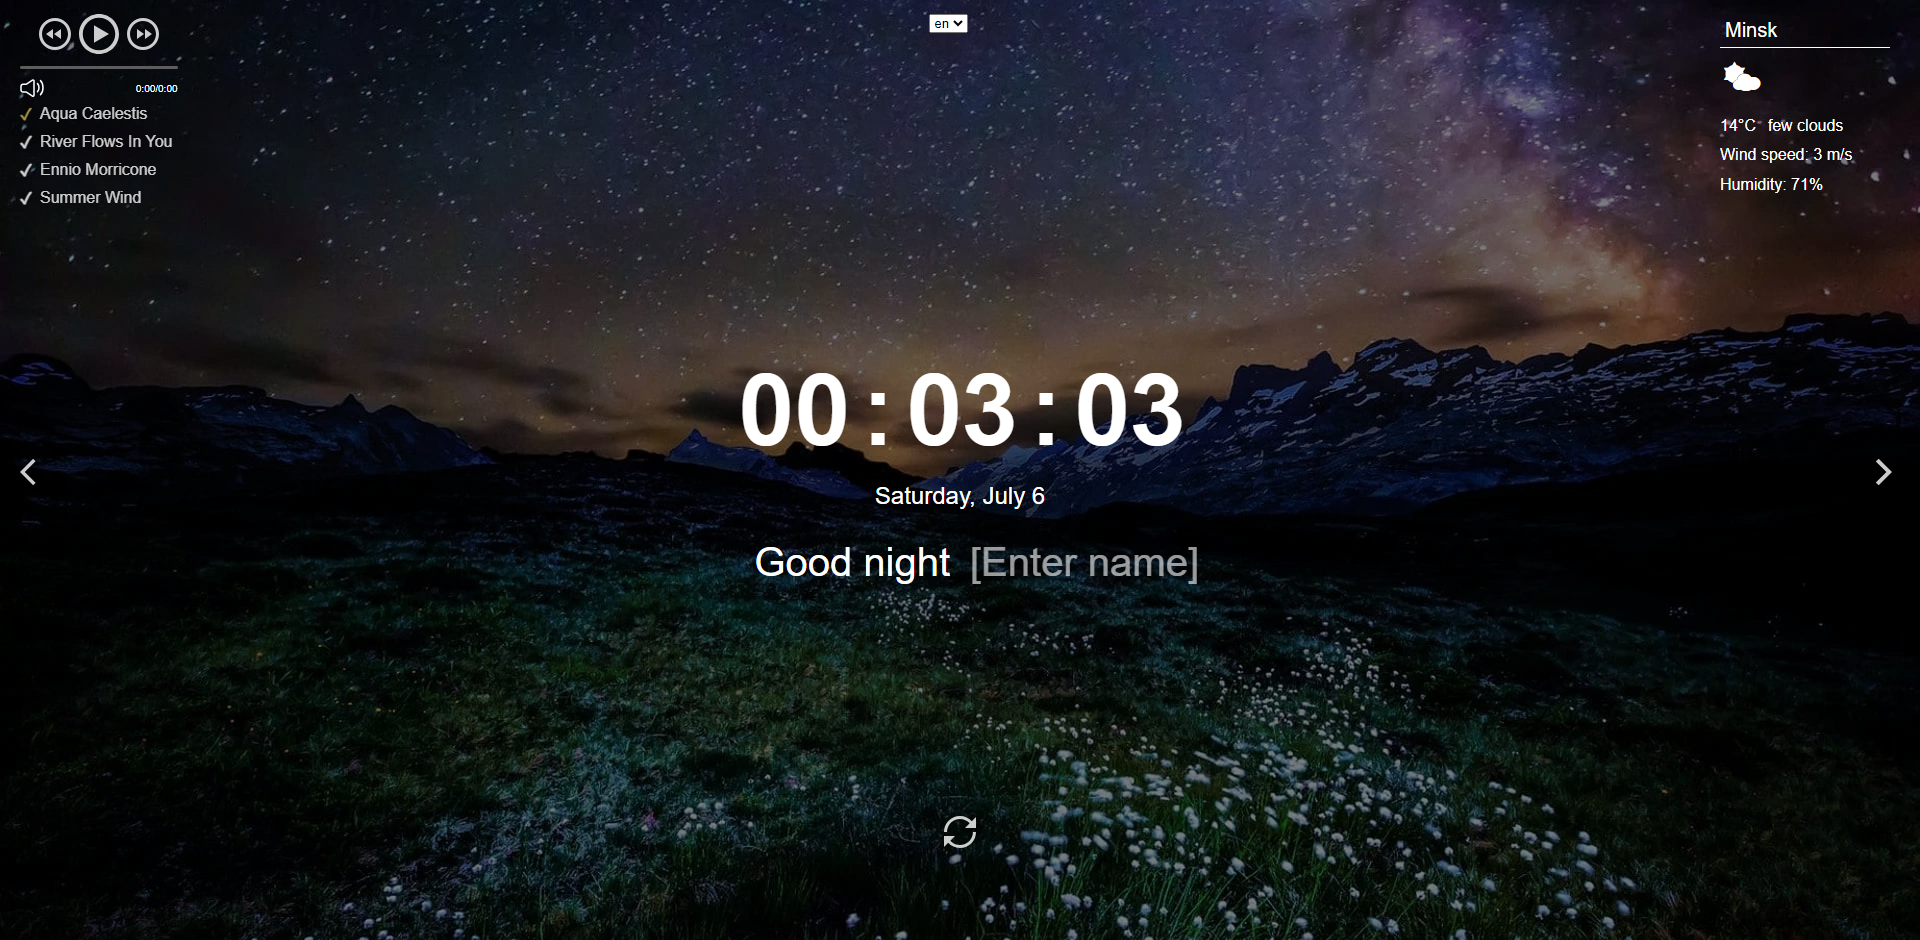 en
Minsk
0:00/0:00
Aqua Caelestis
River Flows In You
Ennio Morricone
Summer Wind
14°C few clouds
Wind speed: 3 m/s
Humidity: 71%
00:03:03
Saturday, July 6
Good night [Enter name]